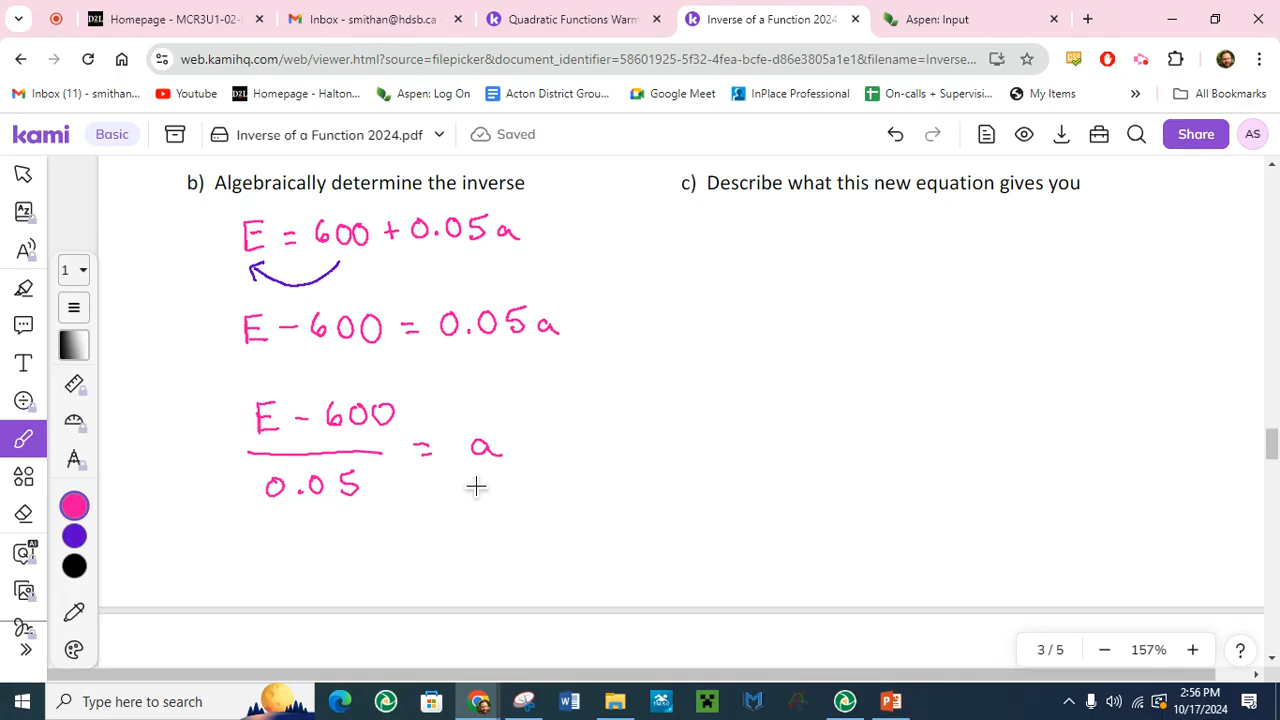 Homepage - MCR3U1-02-
Inbox - smithan@hdsb.ca -
Quadratic Functions Warm
Inverse of a Function 2024.
Aspen: Input
web.kamihq.com/web/viewer.html?source=filepicker&document_identifier=58601925-5f32-4fea-bcfe-d86e3805a1e1&filename=Inverse...
Inbox (11) - smithan...
Youtube
Homepage - Halton...
Aspen: Log On
Acton District Grou...
Google Meet
InPlace Professional
On-calls + Supervisio...
My Items
All Bookmarks
kami
Basic
Inverse of a Function 2024.pdf
Saved
Share
AS
b) Algebraically determine the inverse
c) Describe what this new equation gives you
E = 600 + 0.05a
E - 600 = 0.05a
E - 600
= a
0.05
1
3 / 5
157%
?
Type here to search
2:56 PM
10/17/2024